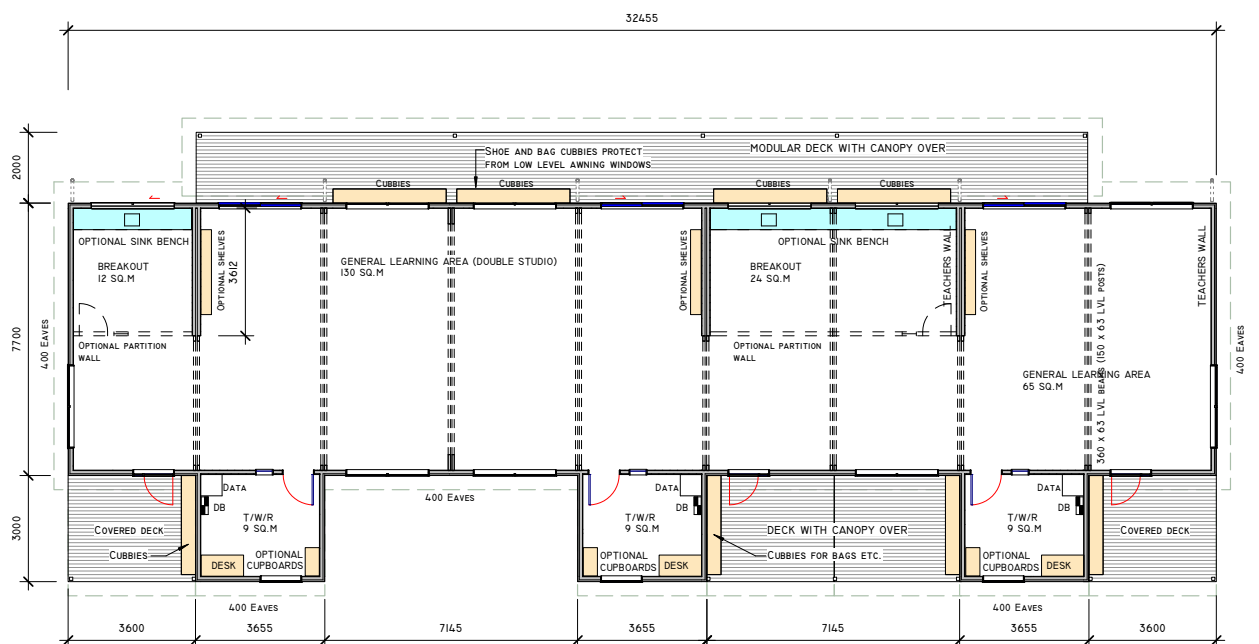 32455
2000
SHOE AND BAG CUBBIES PROTECT
FROM LOW LEVEL AWNING WINDOWS
MODULAR DECK WITH CANOPY OVER
CUBBIES
CUBBIES
CUBBIES
CUBBIES
7700
400 EAVES
OPTIONAL SINK BENCH
BREAKOUT
12 SQ.M
OPTIONAL PARTITION
WALL
OPTIONAL SHELVES
3612
GENERAL LEARNING AREA (DOUBLE STUDIO)
130 SQ.M
OPTIONAL SHELVES
OPTIONAL SINK BENCH
BREAKOUT
24 SQ.M
OPTIONAL PARTITION
WALL
TEACHERS WALL
OPTIONAL SHELVES
360 x 63 LVL BEAMS (150 x 63 LVL POSTS)
GENERAL LEARNING AREA
65 SQ.M
TEACHERS WALL
400 EAVES
3000
COVERED DECK
CUBBIES
DATA
DB
T/W/R
9 SQ.M
DESK
OPTIONAL
CUPBOARDS
400 EAVES
DATA
DB
T/W/R
9 SQ.M
OPTIONAL
CUPBOARDS
DESK
DECK WITH CANOPY OVER
CUBBIES FOR BAGS ETC.
DATA
DB
T/W/R
9 SQ.M
OPTIONAL
CUPBOARDS
DESK
COVERED DECK
400 EAVES
400 EAVES
3600
3655
7145
3655
7145
3655
3600